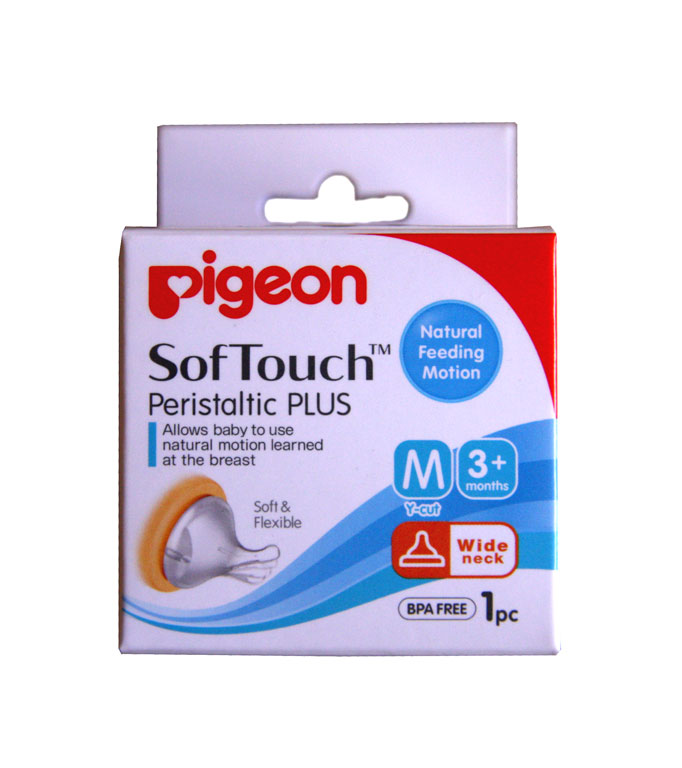 pigeon
SofTouch™
Peristaltic PLUS
Allows baby to use
natural motion learned
at the breast
Natural
Feeding
Motion
Soft &
Flexible
M
Y-cut
3+
months
Wide
neck
BPA FREE
1pc